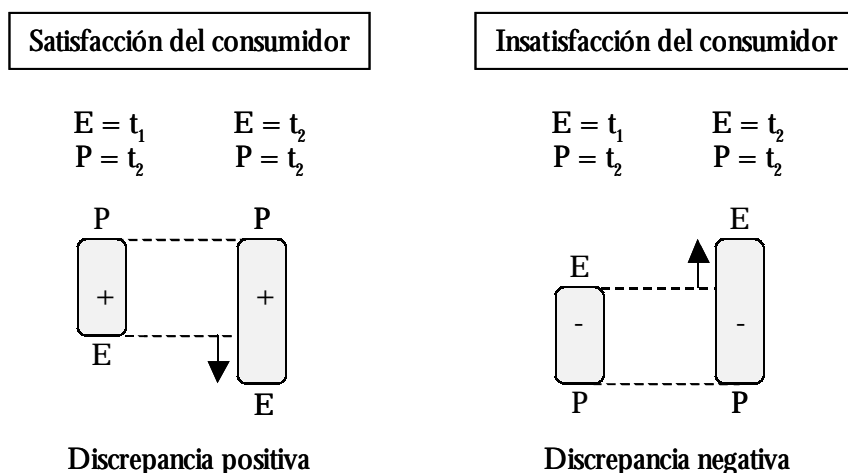 Satisfacción del consumidor
Insatisfacción del consumidor
E = t₁ E = t₂ E = t₁ E = t₂
P = t₂ P = t₂ P = t₂ P = t₂
P P E
E
+ + - -
E
E P P
Discrepancia positiva Discrepancia negativa